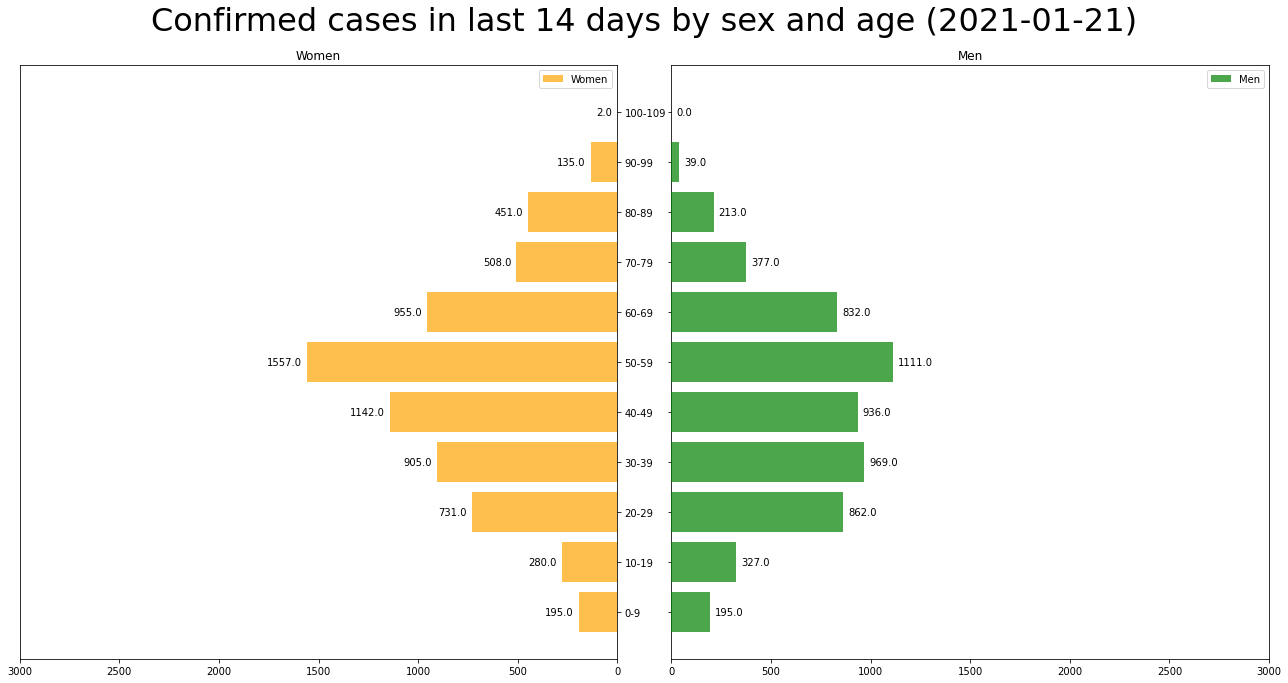 Confirmed cases in last 14 days by sex and age (2021-01-21)
Women
Men
Women
Men
2.0 100-109 0.0
135.0 90-99 39.0
451.0 80-89 213.0
508.0 70-79 377.0
955.0 60-69 832.0
1557.0 50-59 1111.0
1142.0 40-49 936.0
905.0 30-39 969.0
731.0 20-29 862.0
280.0 10-19 327.0
195.0 0-9 195.0
3000 2500 2000 1500 1000 500 0
0 500 1000 1500 2000 2500 3000